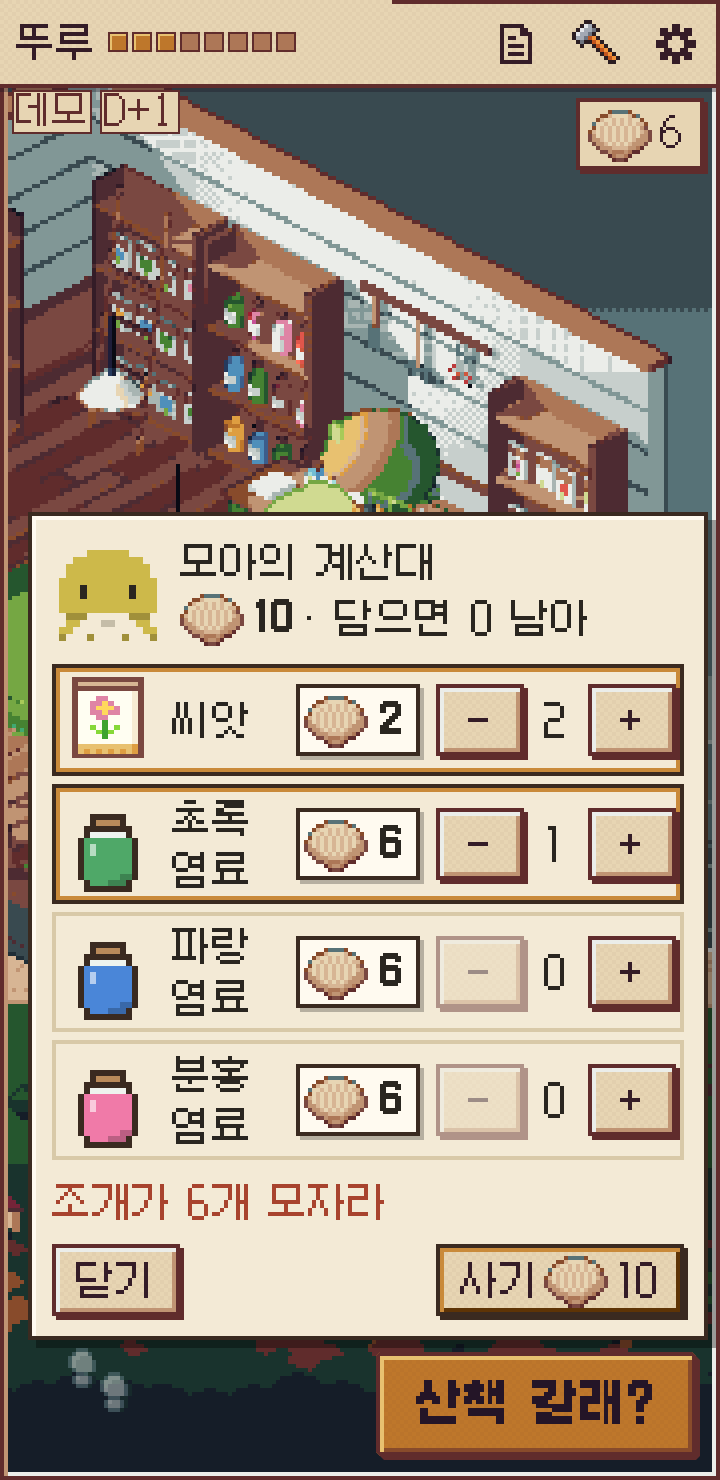 뚜루
데모 D+1
6
모아의 계산대
10 · 담으면 0 남아
씨앗 2 - 2 +
초록
염료 6 - 1 +
파랑
염료 6 - 0 +
분홍
염료 6 - 0 +
조개가 6개 모자라
닫기
사기 10
산책 갈래?